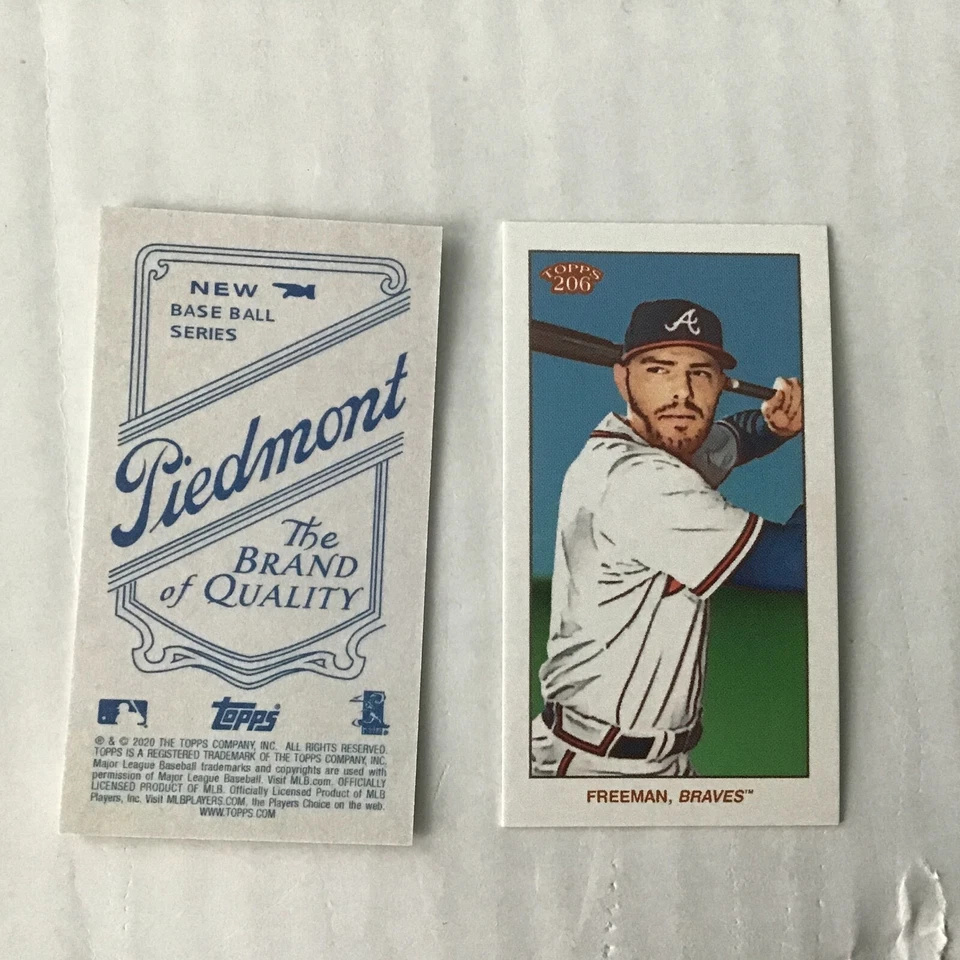 NEW
BASE BALL
SERIES
Piedmont
The
BRAND
of QUALITY
TOPPS
® & © 2020 THE TOPPS COMPANY, INC. ALL RIGHTS RESERVED.
TOPPS IS A REGISTERED TRADEMARK OF THE TOPPS COMPANY, INC.
Major League Baseball trademarks and copyrights are used with
permission of Major League Baseball. Visit MLB.com. OFFICIALLY
LICENSED PRODUCT OF MLB. Officially Licensed Product of MLB
Players, Inc. Visit MLBPLAYERS.COM, the Players Choice on the web.
WWW.TOPPS.COM
TOPPS
206
A
FREEMAN, BRAVES™